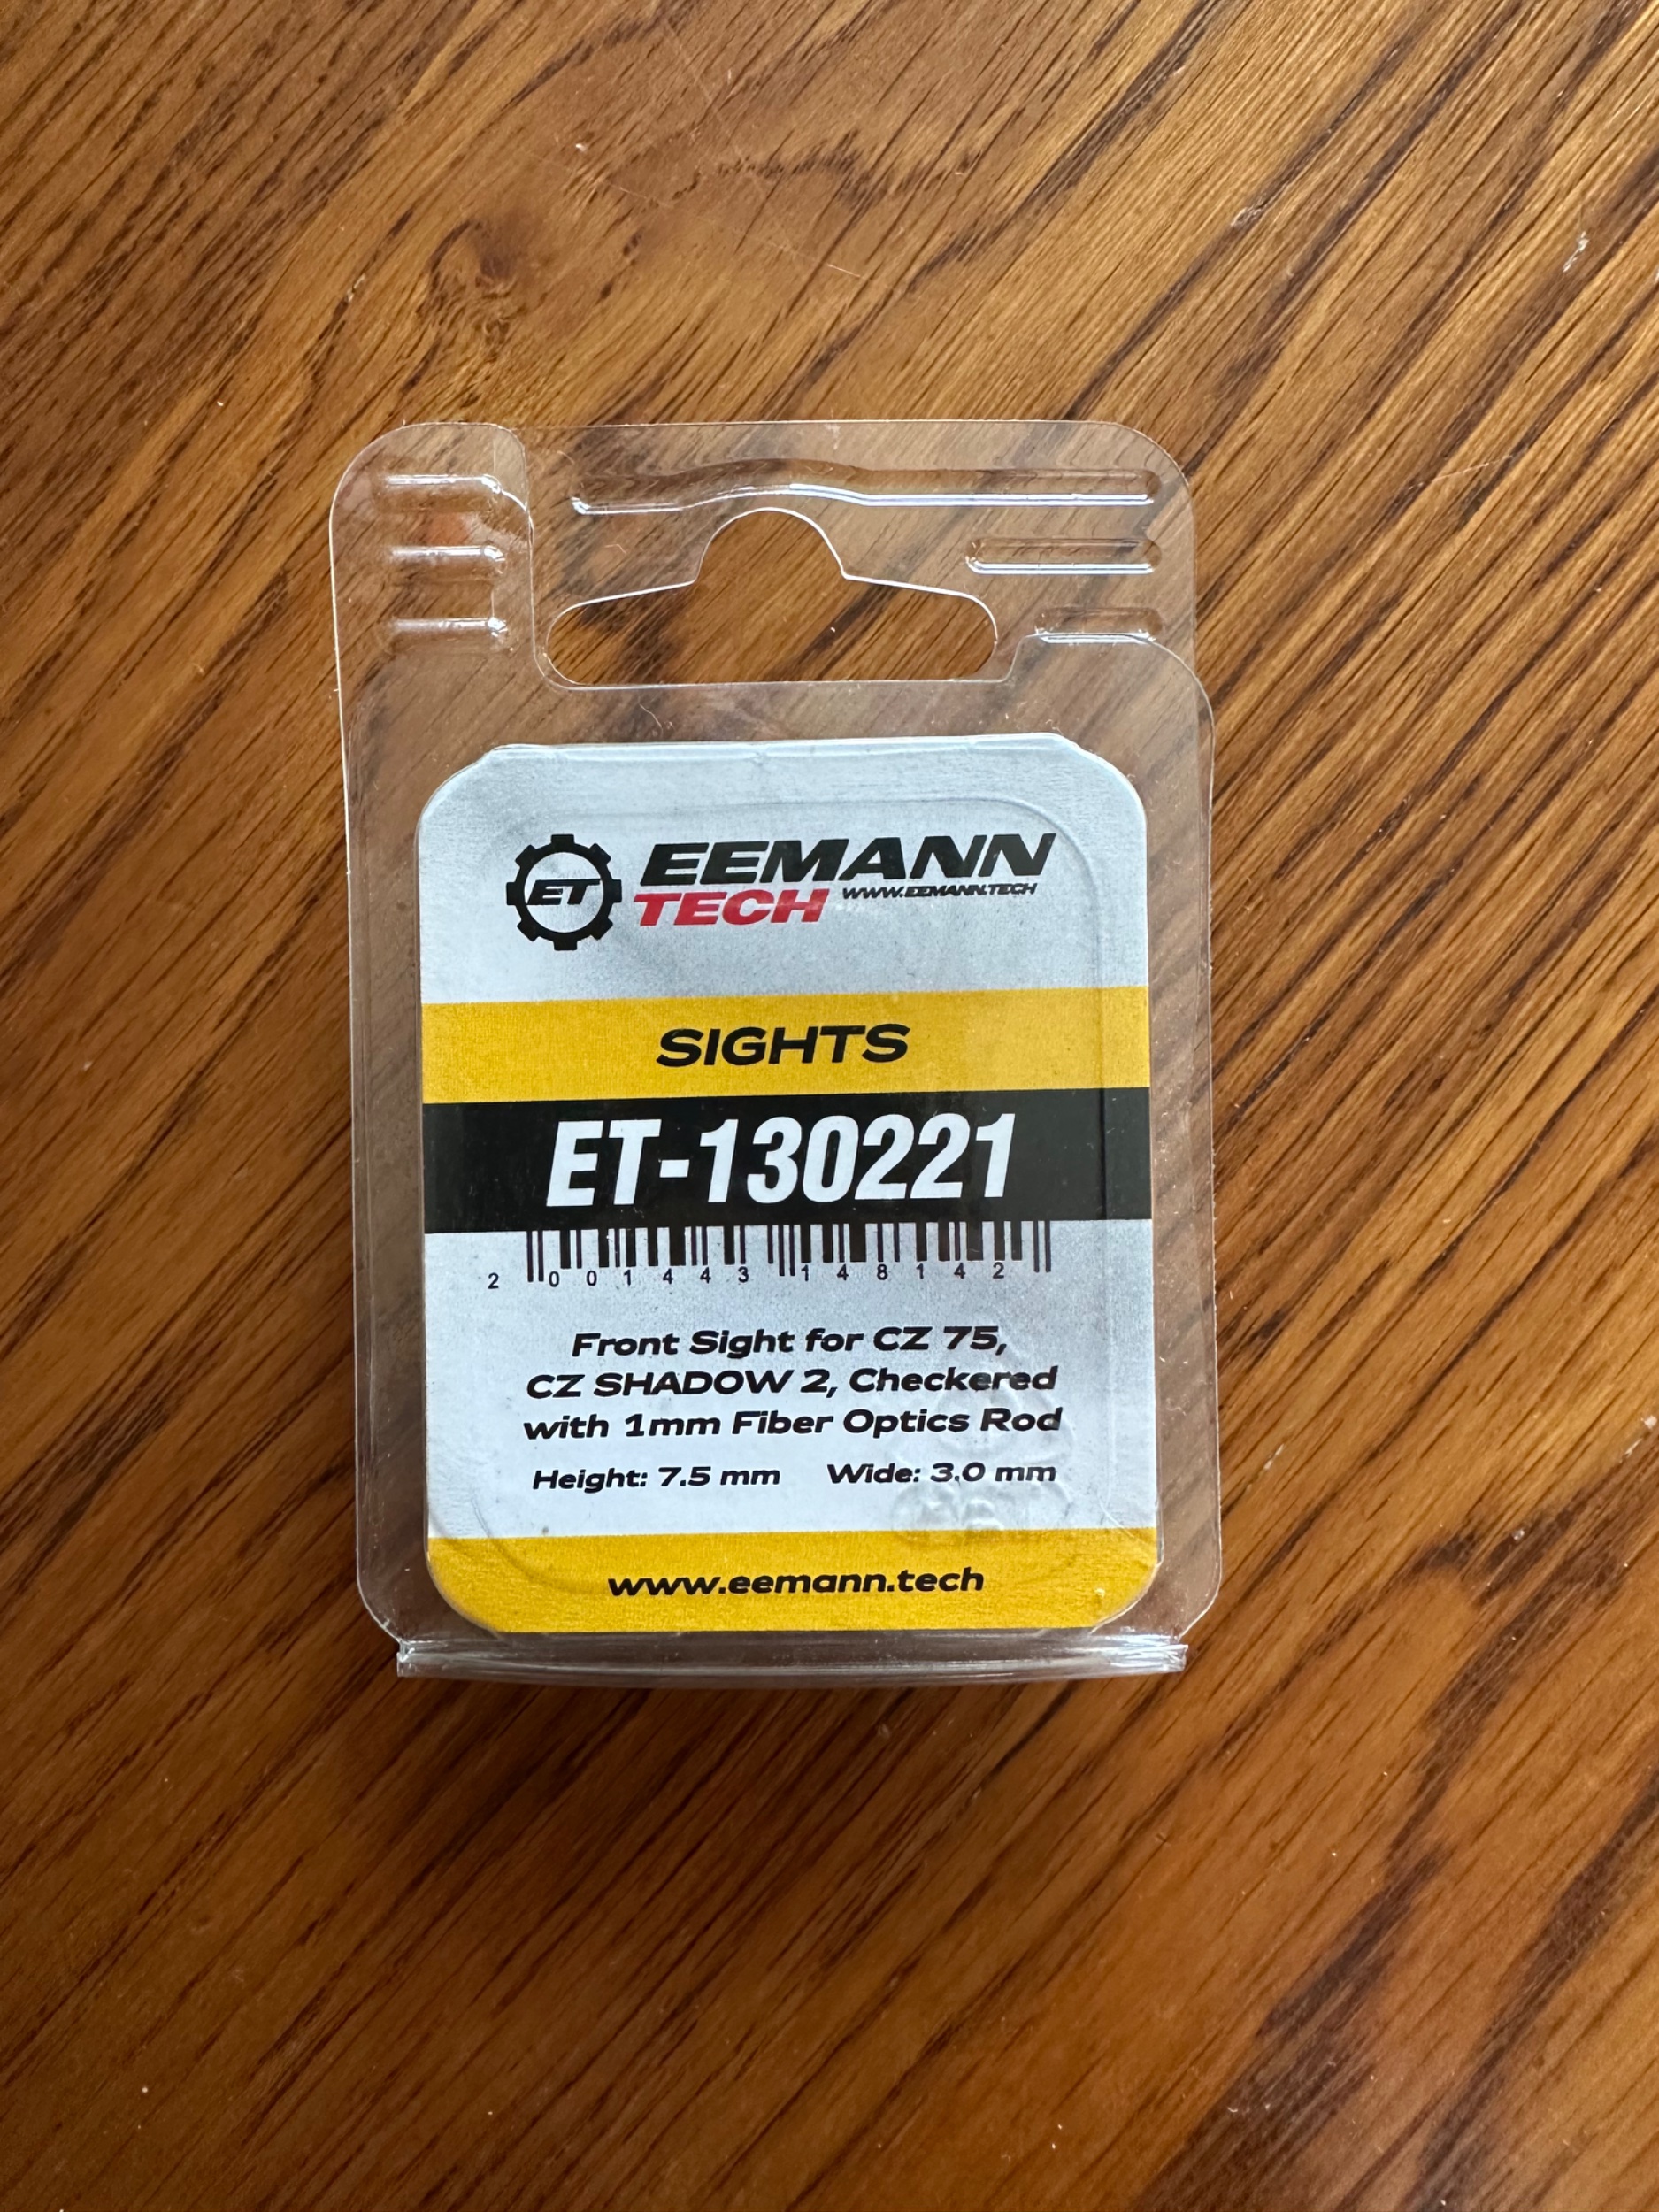 ET
EEMANN
TECH WWW.EEMANN.TECH
SIGHTS
ET-130221
2 001443 148142
Front Sight for CZ 75,
CZ SHADOW 2, Checkered
with 1mm Fiber Optics Rod
Height: 7.5 mm Wide: 3.0 mm
www.eemann.tech